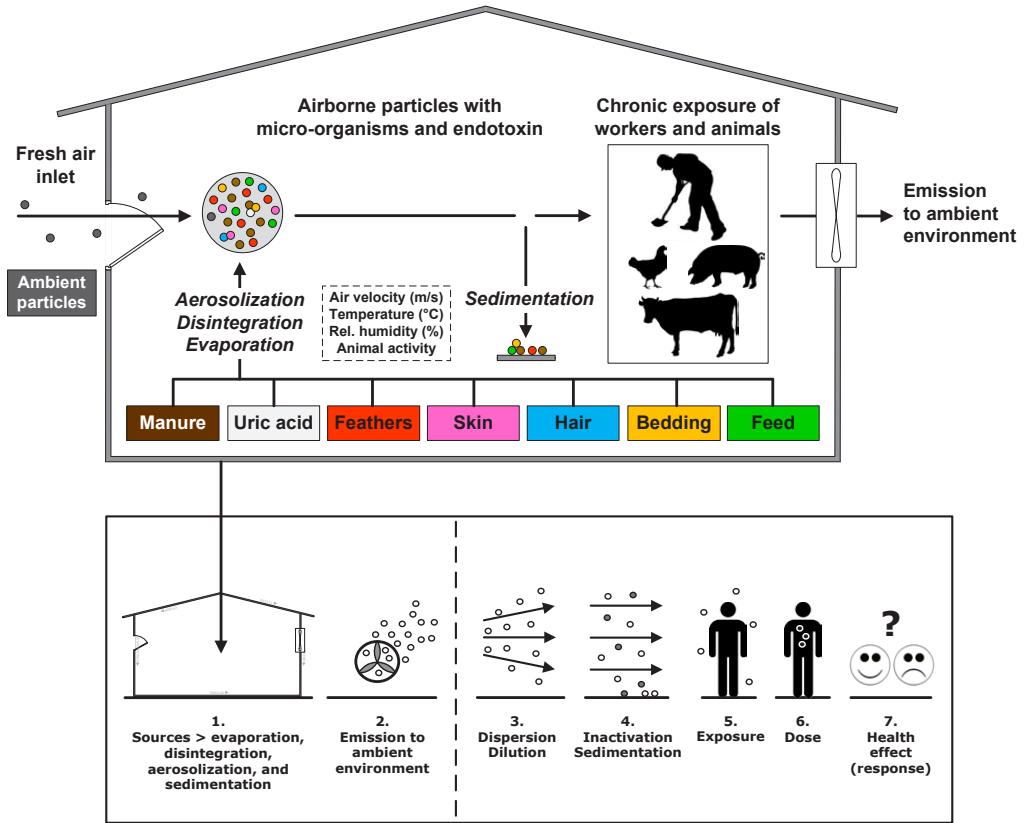 Airborne particles with
micro-organisms and endotoxin
Chronic exposure of
workers and animals
Fresh air
inlet
Emission
to ambient
environment
Ambient
particles
Aerosolization
Disintegration
Evaporation
Air velocity (m/s)
Temperature (°C)
Rel. humidity (%)
Animal activity
Sedimentation
Manure
Uric acid
Feathers
Skin
Hair
Bedding
Feed
1.
Sources > evaporation,
disintegration,
aerosolization, and
sedimentation
2.
Emission to
ambient
environment
3.
Dispersion
Dilution
4.
Inactivation
Sedimentation
5.
Exposure
6.
Dose
?
7.
Health
effect
(response)